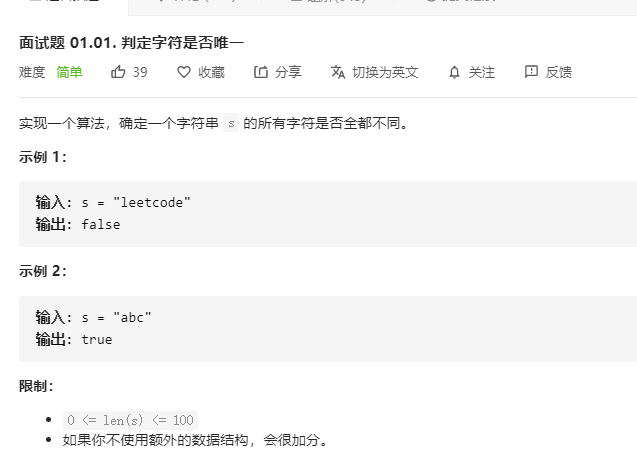 面试题 01.01. 判定字符是否唯一
难度 简单 39 收藏 分享 切换为英文 关注 反馈
实现一个算法，确定一个字符串 s 的所有字符是否全都不同。
示例 1：
输入: s = "leetcode"
输出: false
示例 2：
输入: s = "abc"
输出: true
限制：
0 <= len(s) <= 100
如果你不使用额外的数据结构，会很加分。